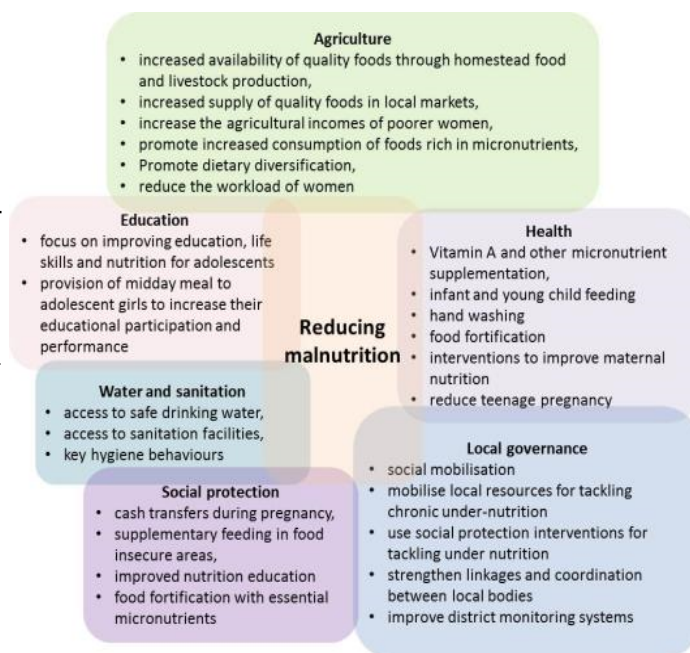 Agriculture
• increased availability of quality foods through homestead food
and livestock production,
• increased supply of quality foods in local markets,
• increase the agricultural incomes of poorer women,
• promote increased consumption of foods rich in micronutrients,
• Promote dietary diversification,
• reduce the workload of women
Education
• focus on improving education, life
skills and nutrition for adolescents
• provision of midday meal to
adolescent girls to increase their
educational participation and
performance
Reducing
malnutrition
Health
• Vitamin A and other micronutrient
supplementation,
• infant and young child feeding
• hand washing
• food fortification
• interventions to improve maternal
nutrition
• reduce teenage pregnancy
Water and sanitation
• access to safe drinking water,
• access to sanitation facilities,
• key hygiene behaviours
Social protection
• cash transfers during pregnancy,
• supplementary feeding in food
insecure areas,
• improved nutrition education
• food fortification with essential
micronutrients
Local governance
• social mobilisation
• mobilise local resources for tackling
chronic under-nutrition
• use social protection interventions for
tackling under nutrition
• strengthen linkages and coordination
between local bodies
• improve district monitoring systems